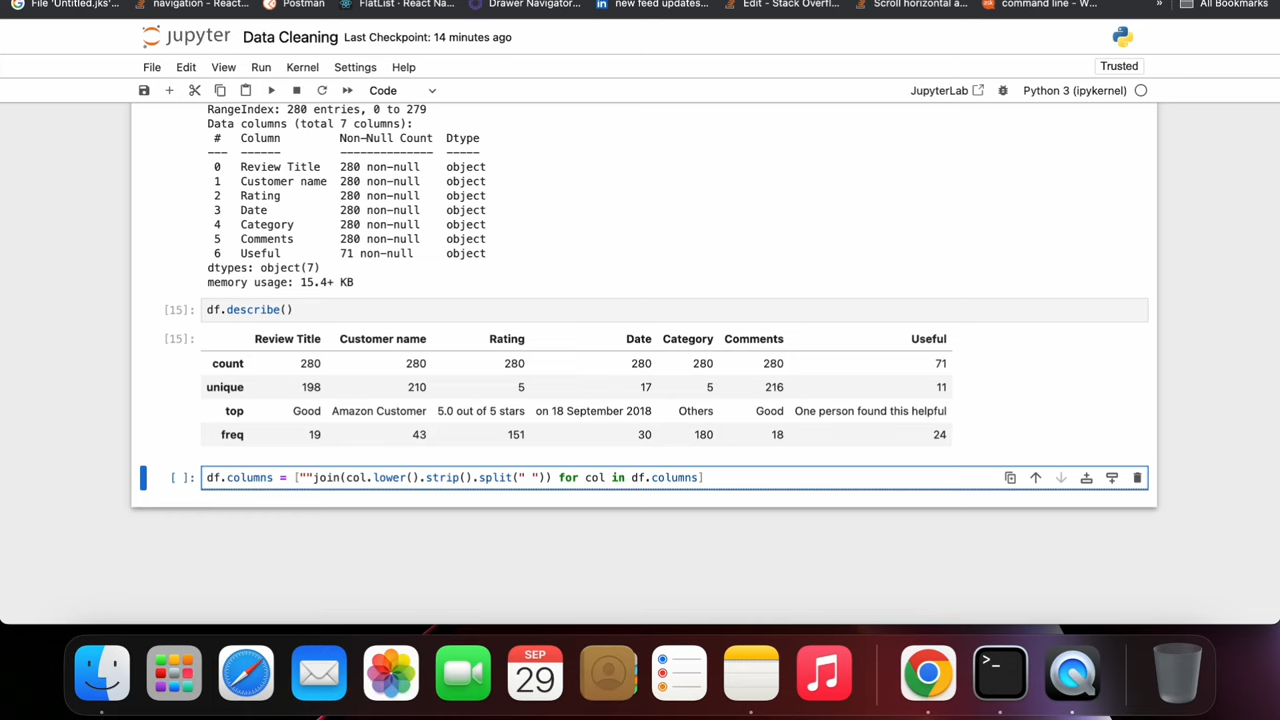 File 'Untitled.jks'... navigation - React... Postman FlatList · React Na... Drawer Navigator... new feed updates... Edit - Stack Overfl... Scroll horizontal a... command line - W... » All Bookmarks
jupyter Data Cleaning Last Checkpoint: 14 minutes ago
File Edit View Run Kernel Settings Help Trusted
Code JupyterLab Python 3 (ipykernel)
RangeIndex: 280 entries, 0 to 279
Data columns (total 7 columns):
# Column Non-Null Count Dtype
--- ------ -------------- -----
0 Review Title 280 non-null object
1 Customer name 280 non-null object
2 Rating 280 non-null object
3 Date 280 non-null object
4 Category 280 non-null object
5 Comments 280 non-null object
6 Useful 71 non-null object
dtypes: object(7)
memory usage: 15.4+ KB
[15]: df.describe()
[15]: Review Title Customer name Rating Date Category Comments Useful
count 280 280 280 280 280 280 71
unique 198 210 5 17 5 216 11
top Good Amazon Customer 5.0 out of 5 stars on 18 September 2018 Others Good One person found this helpful
freq 19 43 151 30 180 18 24
[ ]: df.columns = [""join(col.lower().strip().split(" ")) for col in df.columns]
SEP
29
>_